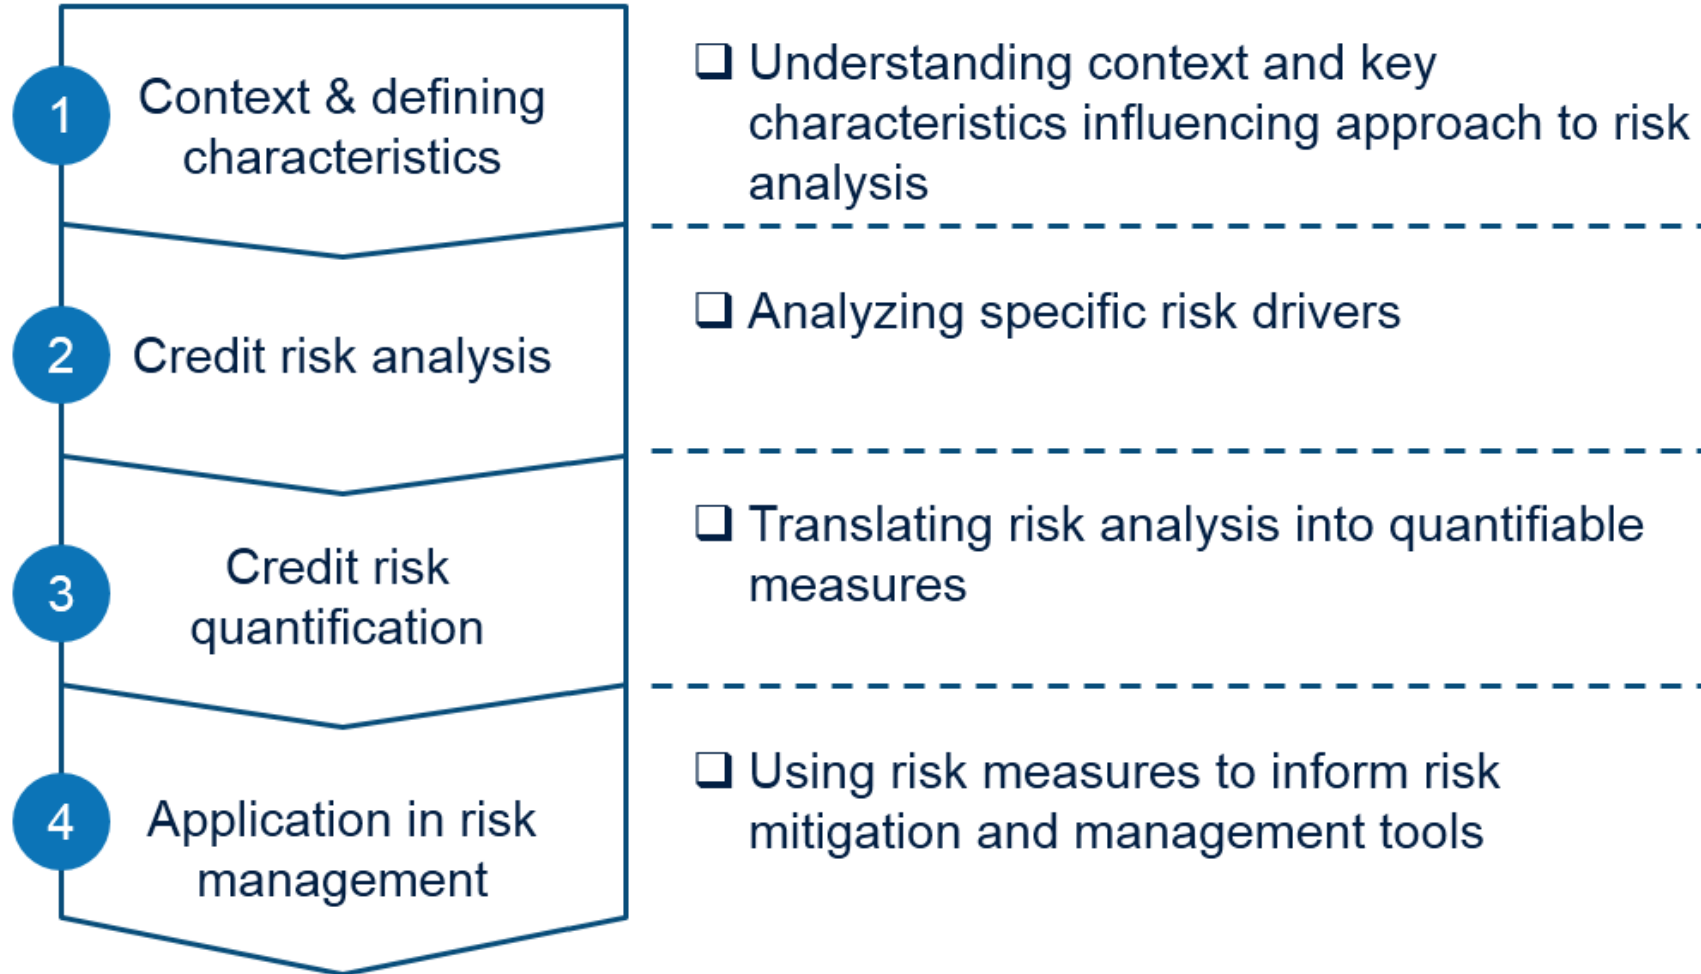 1
Context & defining
characteristics
❑ Understanding context and key
characteristics influencing approach to risk
analysis
2
Credit risk analysis
❑ Analyzing specific risk drivers
3
Credit risk
quantification
❑ Translating risk analysis into quantifiable
measures
4
Application in risk
management
❑ Using risk measures to inform risk
mitigation and management tools